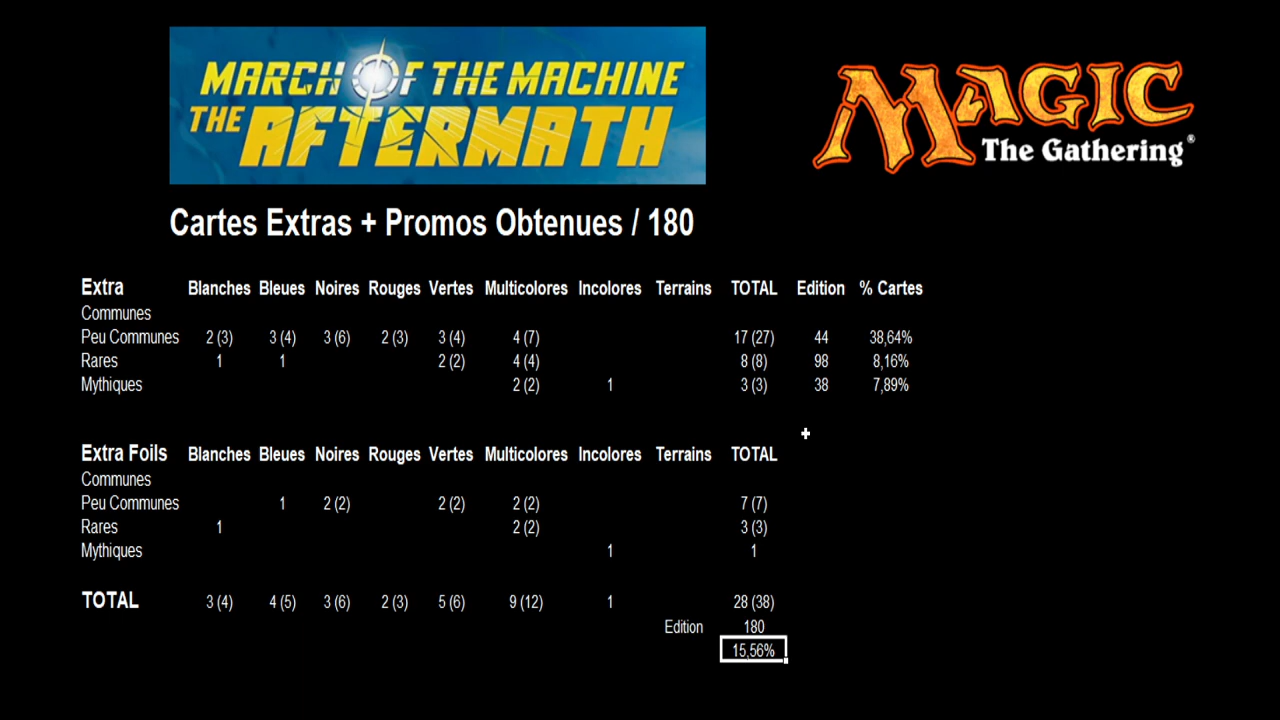 MARCH OF THE MACHINE
THE AFTERMATH
MAGIC
The Gathering®
Cartes Extras + Promos Obtenues / 180
Extra Blanches Bleues Noires Rouges Vertes Multicolores Incolores Terrains TOTAL Edition % Cartes
Communes
Peu Communes 2 (3) 3 (4) 3 (6) 2 (3) 3 (4) 4 (7) 17 (27) 44 38,64%
Rares 1 1 2 (2) 4 (4) 8 (8) 98 8,16%
Mythiques 2 (2) 1 3 (3) 38 7,89%
Extra Foils Blanches Bleues Noires Rouges Vertes Multicolores Incolores Terrains TOTAL
Communes
Peu Communes 1 2 (2) 2 (2) 2 (2) 7 (7)
Rares 1 2 (2) 3 (3)
Mythiques 1 1
TOTAL 3 (4) 4 (5) 3 (6) 2 (3) 5 (6) 9 (12) 1 28 (38)
Edition 180
15,56%